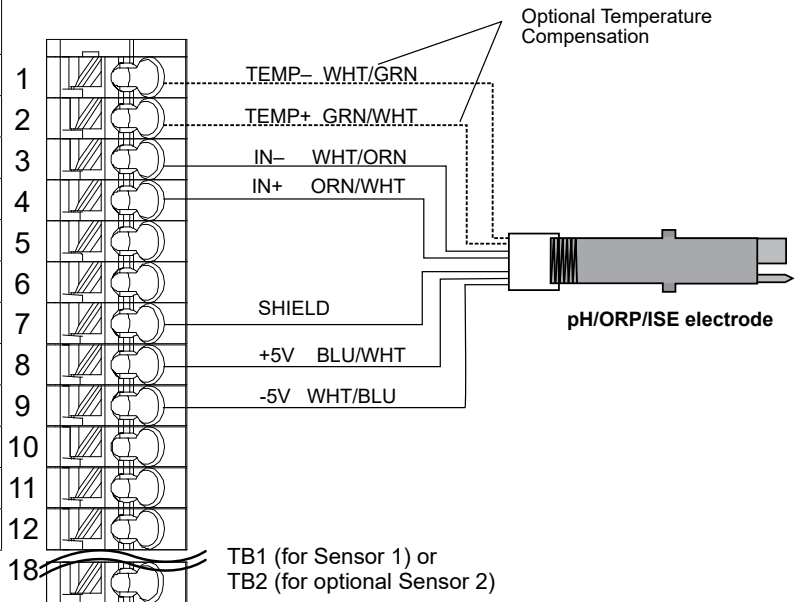 Optional Temperature
Compensation
1 TEMP– WHT/GRN
2 TEMP+ GRN/WHT
3 IN– WHT/ORN
4 IN+ ORN/WHT
5
6
7 SHIELD
8 +5V BLU/WHT
9 -5V WHT/BLU
10
11
12
18
pH/ORP/ISE electrode
TB1 (for Sensor 1) or
TB2 (for optional Sensor 2)